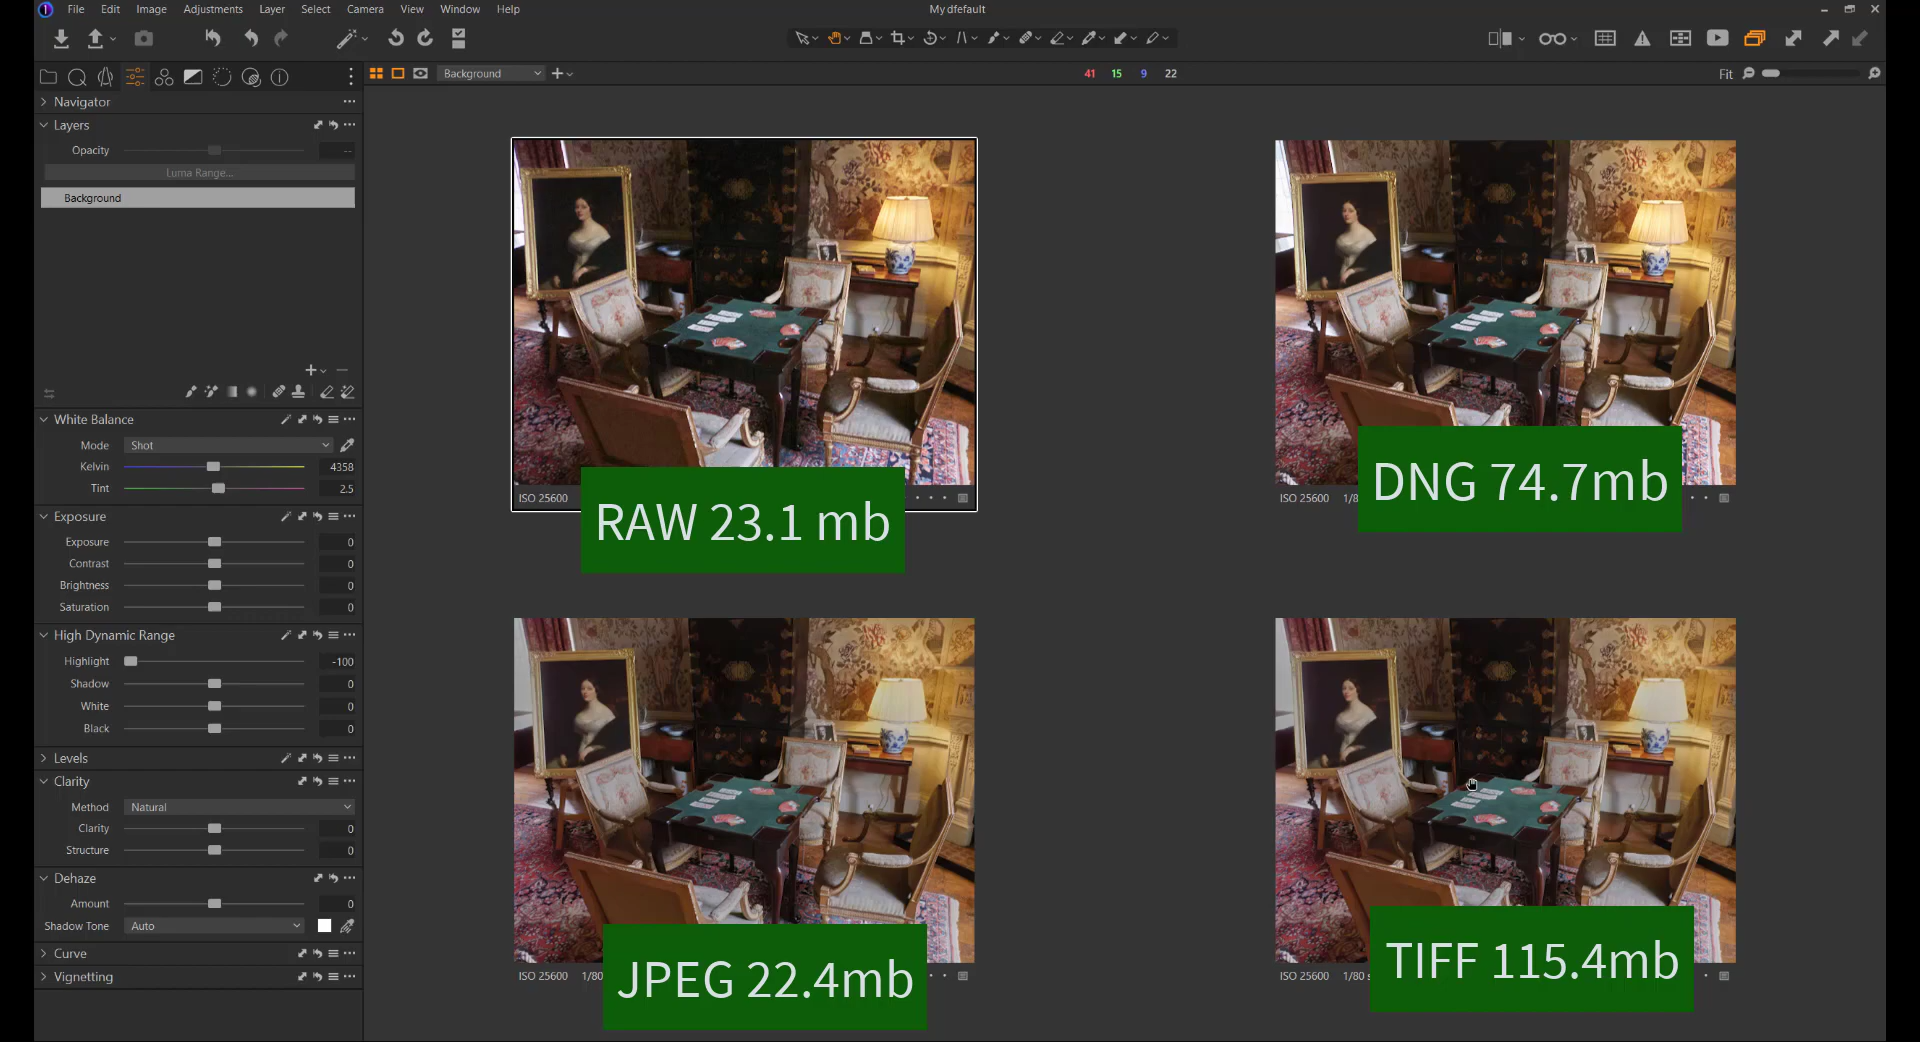 File Edit Image Adjustments Layer Select Camera View Window Help
My dfefault
Background
41 15 9 22
Fit
Navigator
Layers
Opacity --
Luma Range...
Background
White Balance
Mode Shot
Kelvin 4358
Tint 2.5
Exposure
Exposure 0
Contrast 0
Brightness 0
Saturation 0
High Dynamic Range
Highlight -100
Shadow 0
White 0
Black 0
Levels
Clarity
Method Natural
Clarity 0
Structure 0
Dehaze
Amount 0
Shadow Tone Auto
Curve
Vignetting
ISO 25600
RAW 23.1 mb
ISO 25600 1/8
DNG 74.7mb
ISO 25600 1/80
JPEG 22.4mb
ISO 25600 1/80 s
TIFF 115.4mb